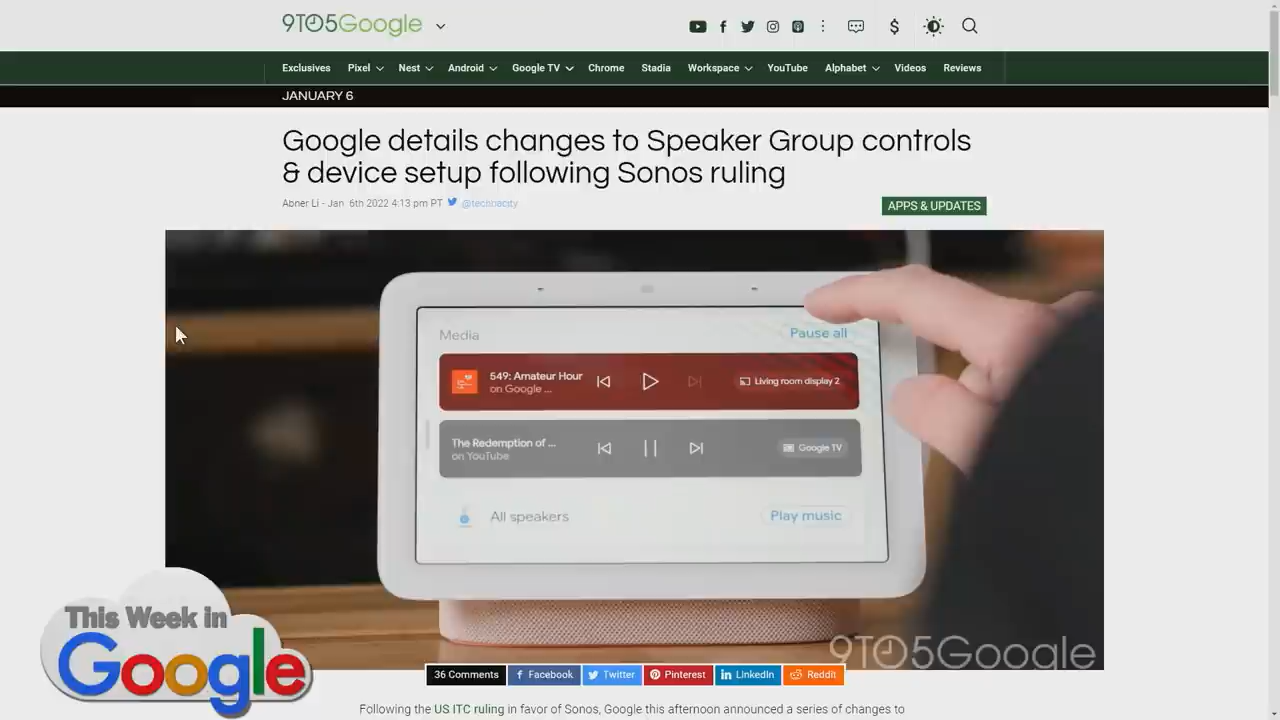 9TO5Google
Exclusives Pixel Nest Android Google TV Chrome Stadia Workspace YouTube Alphabet Videos Reviews
JANUARY 6
Google details changes to Speaker Group controls
& device setup following Sonos ruling
Abner Li - Jan. 6th 2022 4:13 pm PT @technacity
APPS & UPDATES
Media
Pause all
549: Amateur Hour
on Google ...
Living room display 2
The Redemption of ...
on YouTube
Google TV
All speakers
Play music
9TO5Google
This Week in
Google
36 Comments Facebook Twitter Pinterest LinkedIn Reddit
Following the US ITC ruling in favor of Sonos, Google this afternoon announced a series of changes to